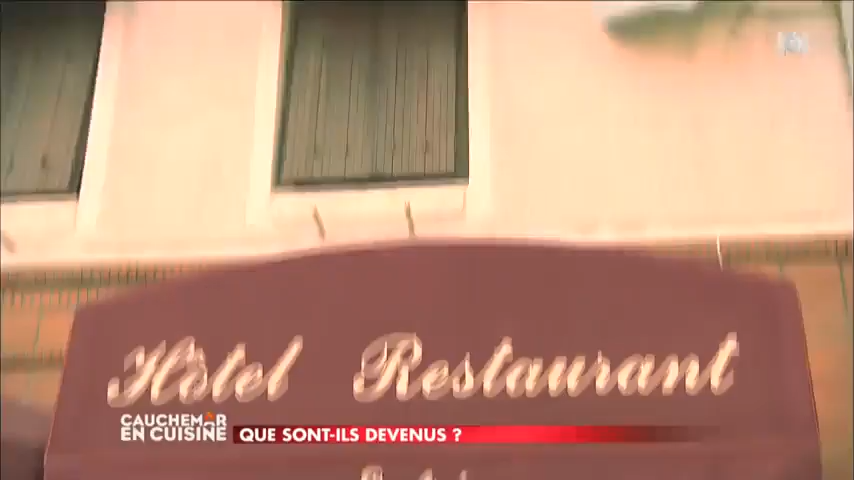 Hôtel Restaurant
CAUCHEMAR
EN CUISINE
QUE SONT-ILS DEVENUS ?